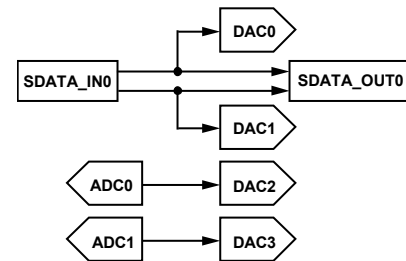 DAC0
SDATA_IN0
SDATA_OUT0
DAC1
ADC0
DAC2
ADC1
DAC3